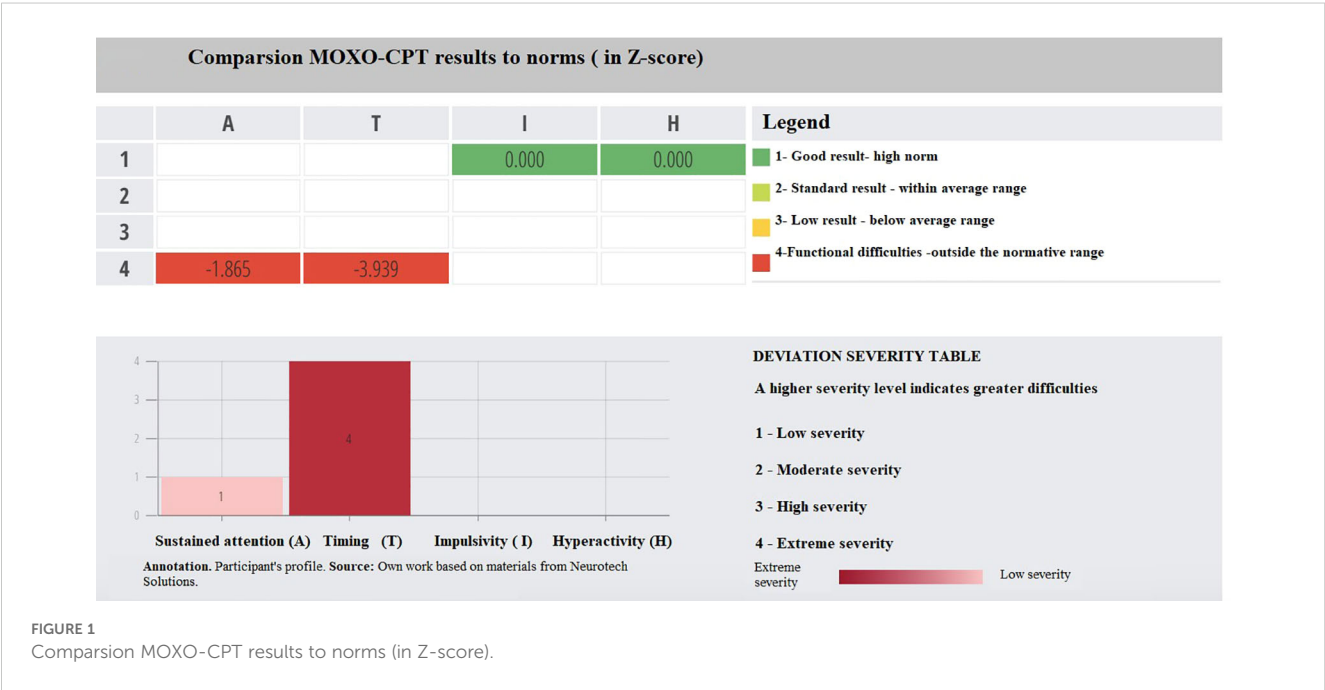 Comparsion MOXO-CPT results to norms ( in Z-score)
A T I H
1 0.000 0.000
2
3
4 -1.865 -3.939
Legend
1- Good result- high norm
2- Standard result - within average range
3- Low result - below average range
4-Functional difficulties -outside the normative range
4
3
2
1
0
1
4
Sustained attention (A) Timing (T) Impulsivity ( I) Hyperactivity (H)
Annotation. Participant's profile. Source: Own work based on materials from Neurotech
Solutions.
DEVIATION SEVERITY TABLE
A higher severity level indicates greater difficulties
1 - Low severity
2 - Moderate severity
3 - High severity
4 - Extreme severity
Extreme
severity
Low severity
FIGURE 1
Comparsion MOXO-CPT results to norms (in Z-score).